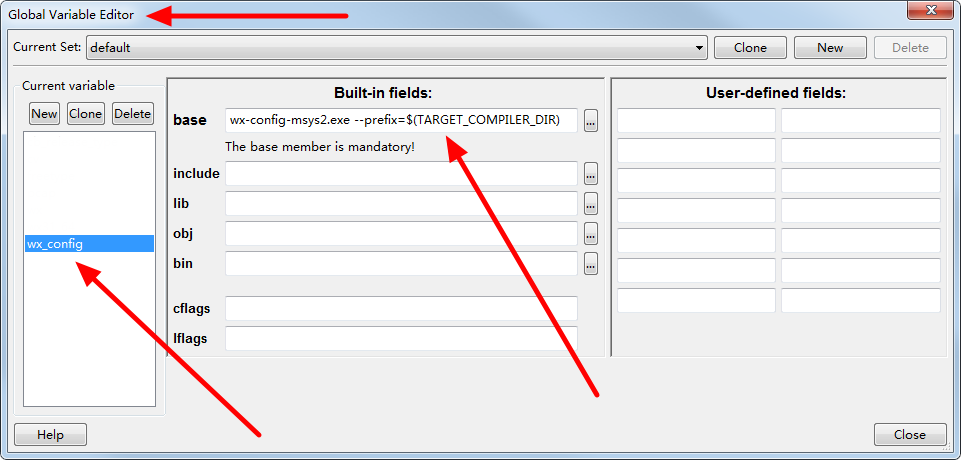 Global Variable Editor
Current Set: default Clone New Delete
Current variable
New Clone Delete
wx_config
Built-in fields:
base wx-config-msys2.exe --prefix=$(TARGET_COMPILER_DIR) ...
The base member is mandatory!
include ...
lib ...
obj ...
bin ...
cflags
lflags
User-defined fields:
Help Close